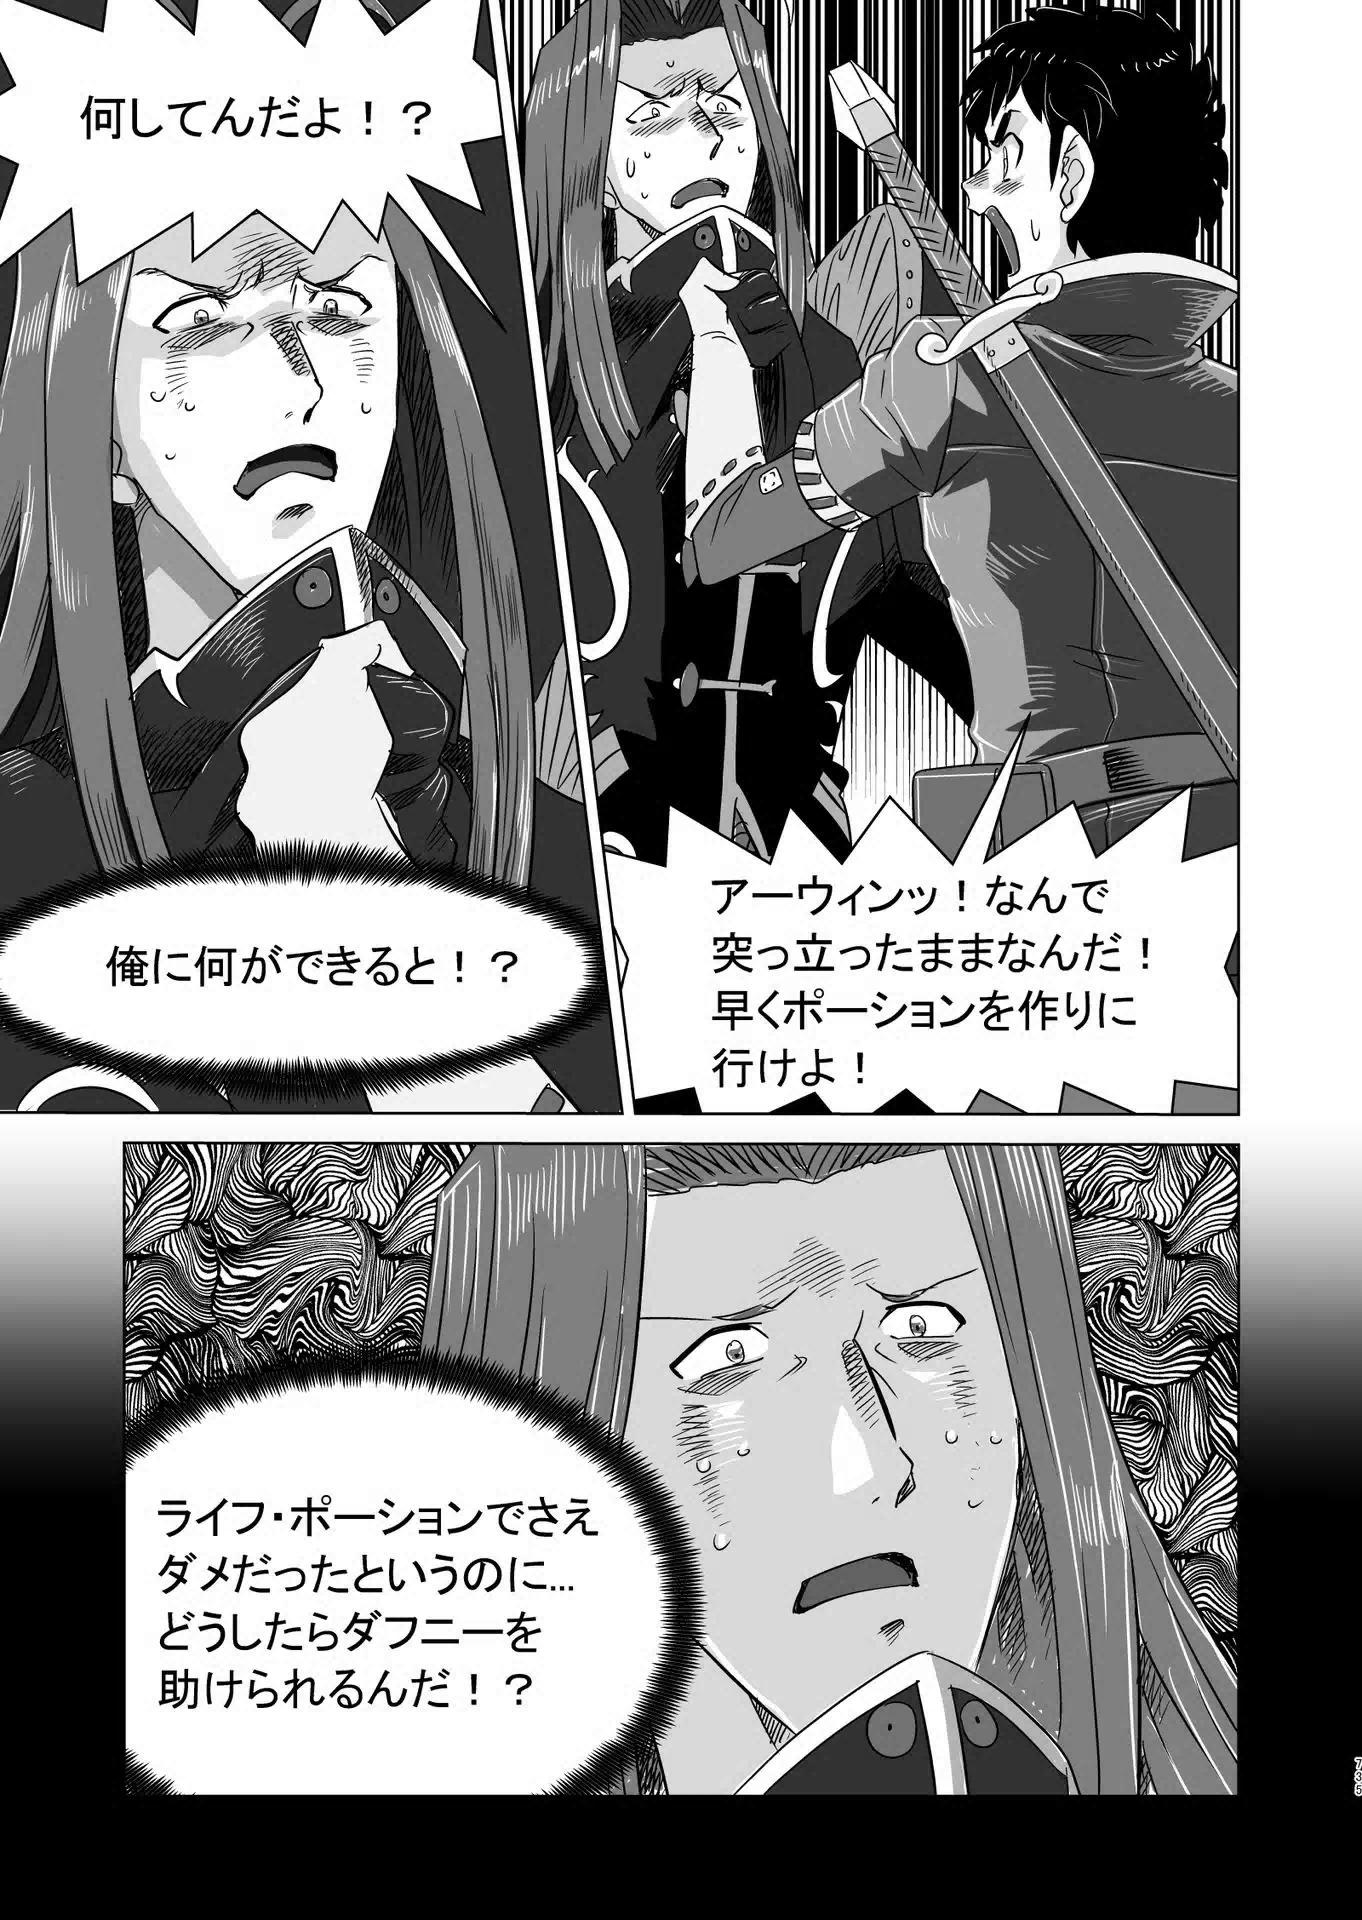 アーウィンッ！なんで
突っ立ったままなんだ！
早くポーションを作りに
行けよ！
何してんだよ！？
俺に何ができると！？
ライフ・ポーションでさえ
ダメだったというのに…
どうしたらダフニーを
助けられるんだ！？
735